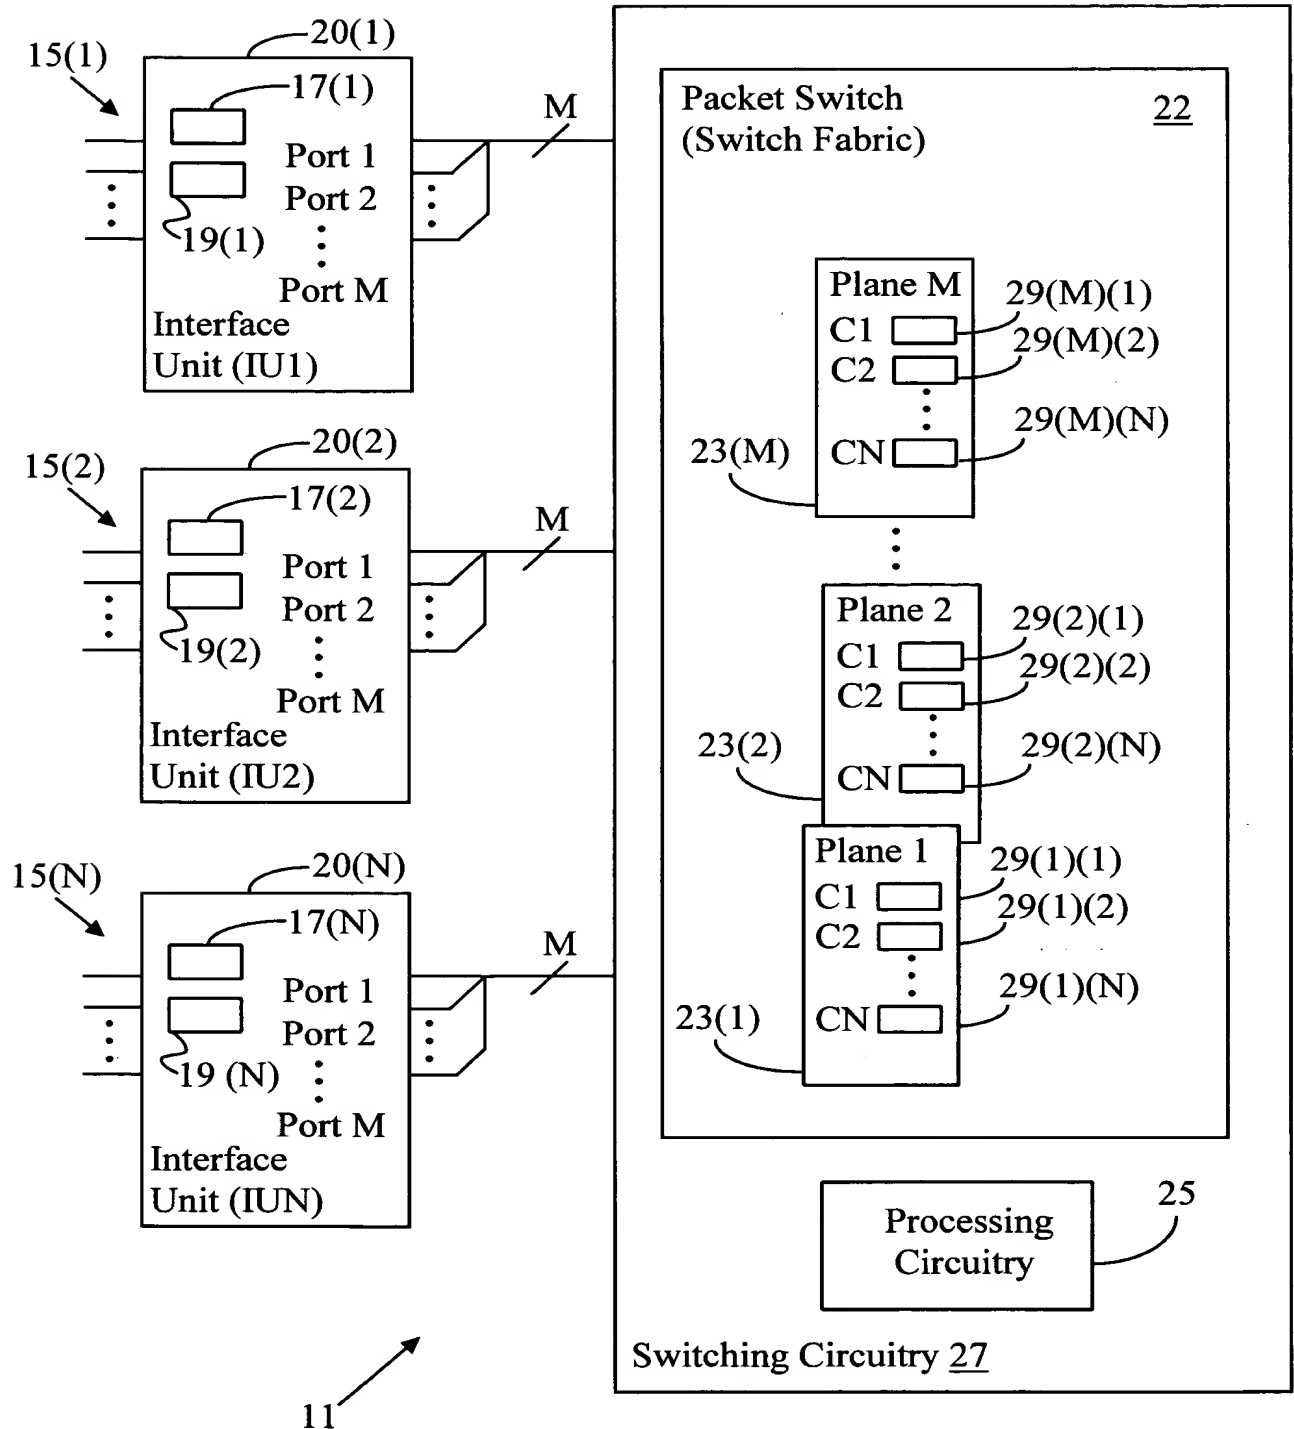 20(1)
15(1)
17(1)
Port 1
Port 2
19(1)
Port M
Interface
Unit (IU1)
M
20(2)
15(2)
17(2)
Port 1
Port 2
19(2)
Port M
Interface
Unit (IU2)
M
20(N)
15(N)
17(N)
Port 1
Port 2
19 (N)
Port M
Interface
Unit (IUN)
M
11
Packet Switch
(Switch Fabric)
22
Plane M
C1
29(M)(1)
C2
29(M)(2)
CN
29(M)(N)
23(M)
Plane 2
C1
29(2)(1)
C2
29(2)(2)
CN
29(2)(N)
23(2)
Plane 1
C1
29(1)(1)
C2
29(1)(2)
CN
29(1)(N)
23(1)
Processing
Circuitry
25
Switching Circuitry 27